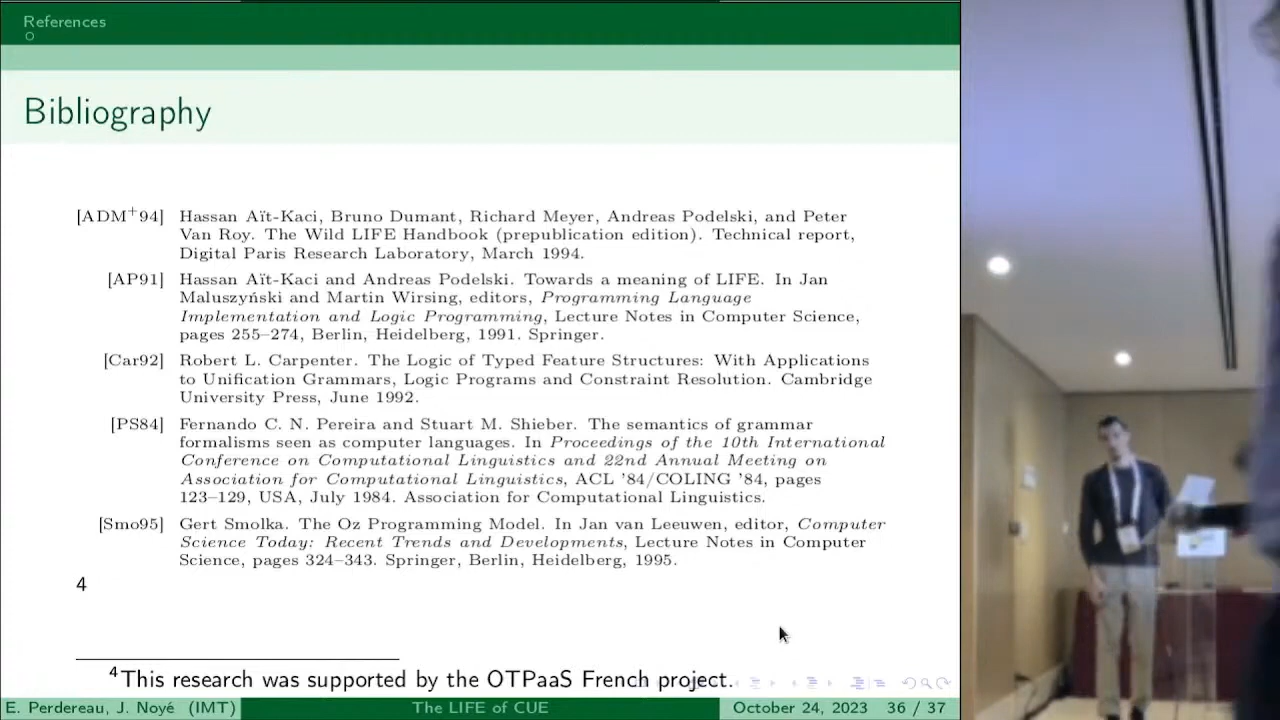 References
Bibliography
[ADM+94] Hassan Aït-Kaci, Bruno Dumant, Richard Meyer, Andreas Podelski, and Peter
Van Roy. The Wild LIFE Handbook (prepublication edition). Technical report,
Digital Paris Research Laboratory, March 1994.
[AP91] Hassan Aït-Kaci and Andreas Podelski. Towards a meaning of LIFE. In Jan
Maluszyński and Martin Wirsing, editors, Programming Language
Implementation and Logic Programming, Lecture Notes in Computer Science,
pages 255–274, Berlin, Heidelberg, 1991. Springer.
[Car92] Robert L. Carpenter. The Logic of Typed Feature Structures: With Applications
to Unification Grammars, Logic Programs and Constraint Resolution. Cambridge
University Press, June 1992.
[PS84] Fernando C. N. Pereira and Stuart M. Shieber. The semantics of grammar
formalisms seen as computer languages. In Proceedings of the 10th International
Conference on Computational Linguistics and 22nd Annual Meeting on
Association for Computational Linguistics, ACL '84/COLING '84, pages
123–129, USA, July 1984. Association for Computational Linguistics.
[Smo95] Gert Smolka. The Oz Programming Model. In Jan van Leeuwen, editor, Computer
Science Today: Recent Trends and Developments, Lecture Notes in Computer
Science, pages 324–343. Springer, Berlin, Heidelberg, 1995.
4
4This research was supported by the OTPaaS French project.
E. Perdereau, J. Noyé (IMT) The LIFE of CUE October 24, 2023 36 / 37